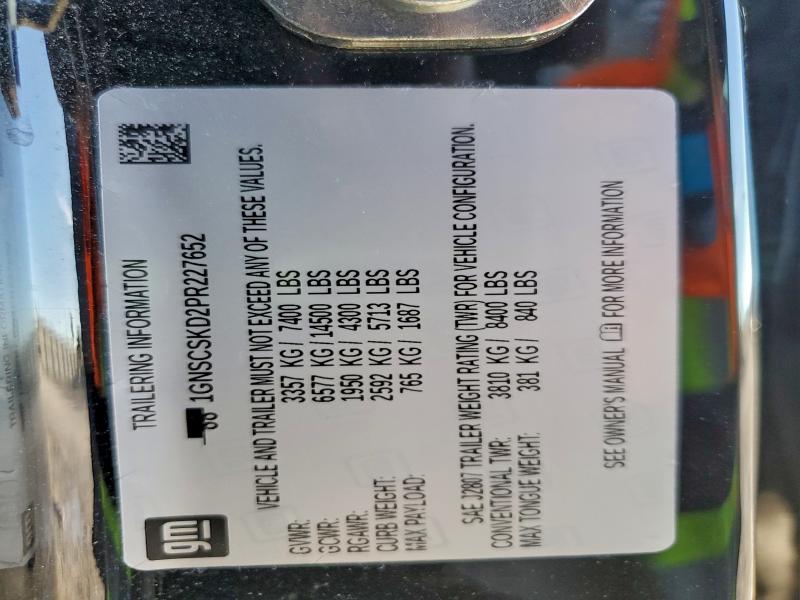 gm
TRAILERING INFORMATION
1GNSCSKD2PR227652
VEHICLE AND TRAILER MUST NOT EXCEED ANY OF THESE VALUES.
GVWR: 3357 KG / 7400 LBS
GCWR: 6577 KG / 14500 LBS
RGAWR: 1950 KG / 4300 LBS
CURB WEIGHT: 2592 KG / 5713 LBS
MAX PAYLOAD: 765 KG / 1687 LBS
SAE J2807 TRAILER WEIGHT RATING (TWR) FOR VEHICLE CONFIGURATION.
CONVENTIONAL TWR: 3810 KG / 8400 LBS
MAX TONGUE WEIGHT: 381 KG / 840 LBS
SEE OWNER'S MANUAL FOR MORE INFORMATION